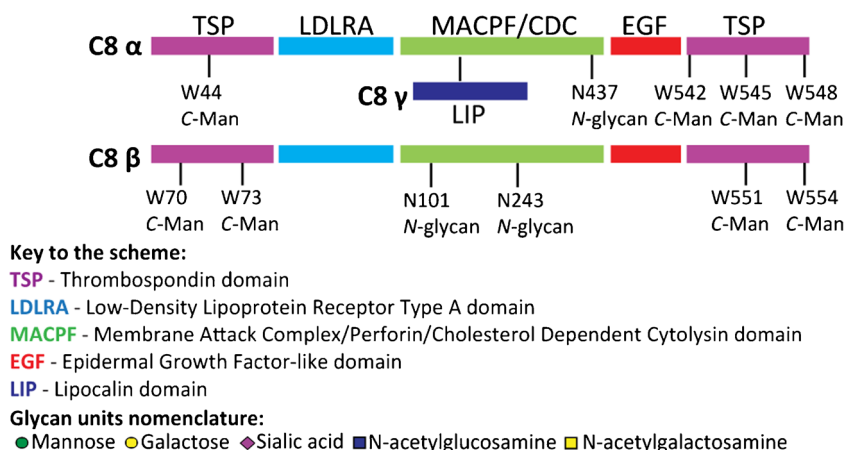 TSP LDLRA MACPF/CDC EGF TSP
C8 α
C8 γ
LIP
W44 N437 W542 W545 W548
C-Man N-glycan C-Man C-Man C-Man
C8 β
W70 W73 N101 N243 W551 W554
C-Man C-Man N-glycan N-glycan C-Man C-Man
Key to the scheme:
TSP - Thrombospondin domain
LDLRA - Low-Density Lipoprotein Receptor Type A domain
MACPF - Membrane Attack Complex/Perforin/Cholesterol Dependent Cytolysin domain
EGF - Epidermal Growth Factor-like domain
LIP - Lipocalin domain
Glycan units nomenclature:
Mannose Galactose Sialic acid N-acetylglucosamine N-acetylgalactosamine